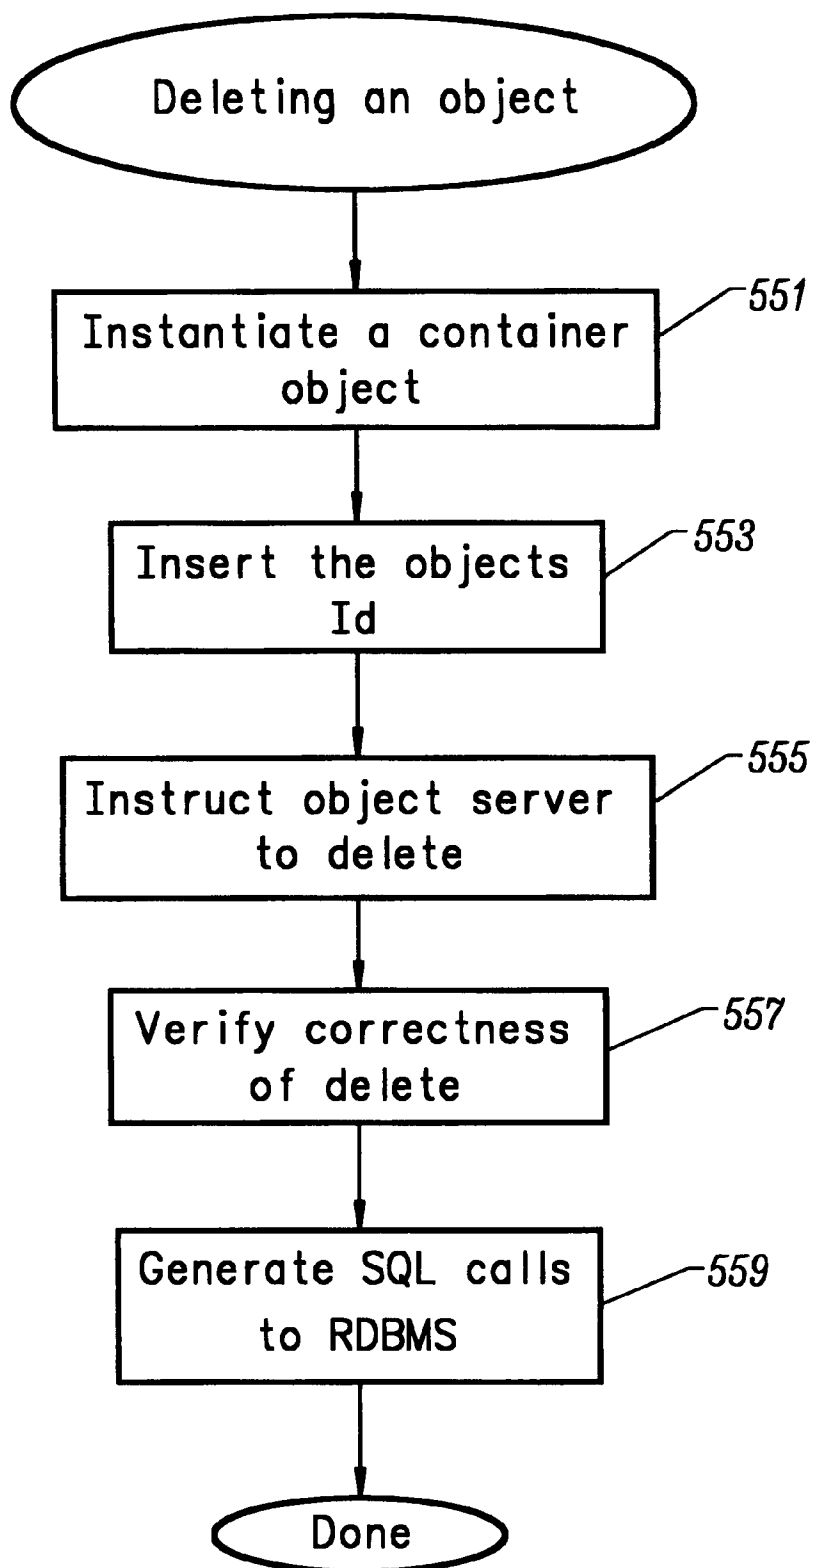 Deleting an object
551
Instantiate a container
object
553
Insert the objects
Id
555
Instruct object server
to delete
557
Verify correctness
of delete
559
Generate SQL calls
to RDBMS
Done